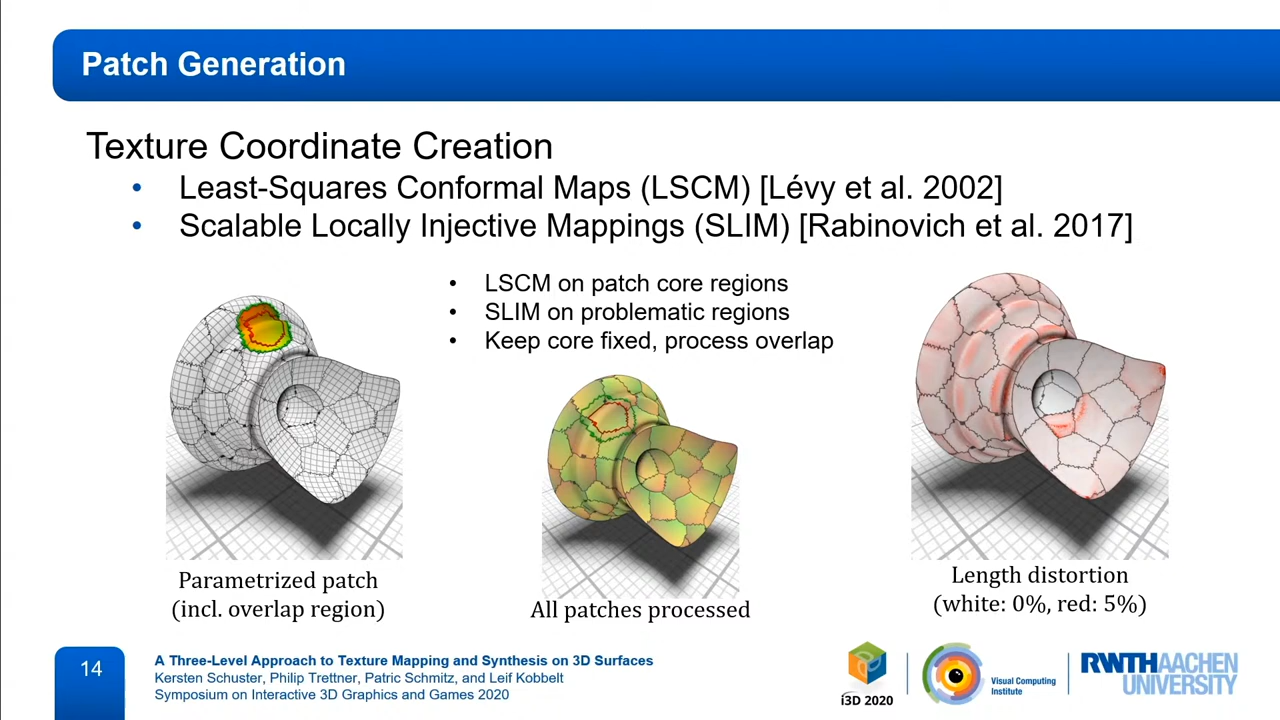 Patch Generation
Texture Coordinate Creation
• Least-Squares Conformal Maps (LSCM) [Lévy et al. 2002]
• Scalable Locally Injective Mappings (SLIM) [Rabinovich et al. 2017]
• LSCM on patch core regions
• SLIM on problematic regions
• Keep core fixed, process overlap
Parametrized patch
(incl. overlap region)
All patches processed
Length distortion
(white: 0%, red: 5%)
14
A Three-Level Approach to Texture Mapping and Synthesis on 3D Surfaces
Kersten Schuster, Philip Trettner, Patric Schmitz, and Leif Kobbelt
Symposium on Interactive 3D Graphics and Games 2020
i3D 2020
Visual Computing
Institute
RWTHAACHEN
UNIVERSITY